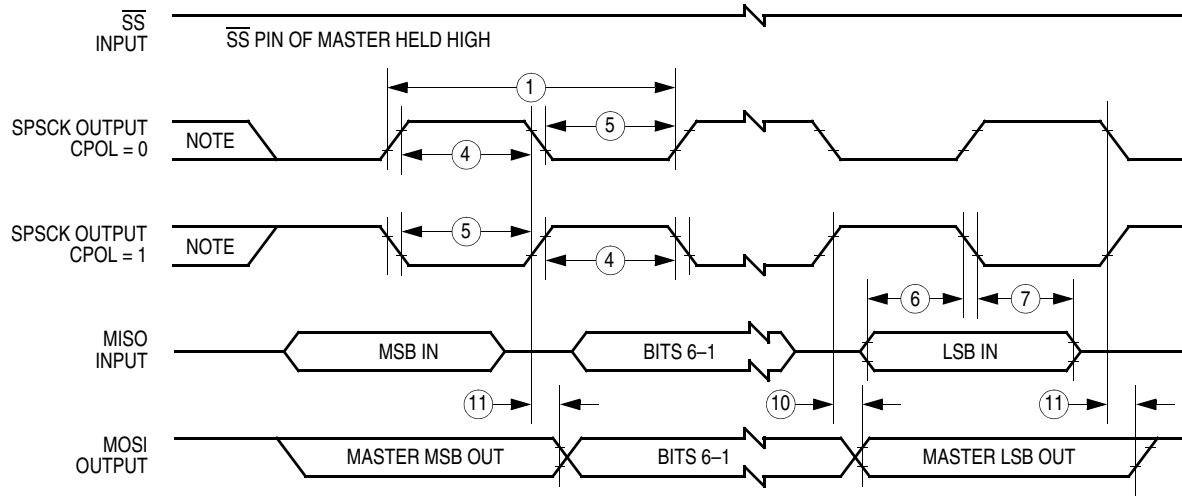 SS
INPUT
SS PIN OF MASTER HELD HIGH
1
SPSCK OUTPUT
CPOL = 0
NOTE
5
4
SPSCK OUTPUT
CPOL = 1
NOTE
5
4
6
7
MISO
INPUT
MSB IN
BITS 6–1
LSB IN
11
10
11
MOSI
OUTPUT
MASTER MSB OUT
BITS 6–1
MASTER LSB OUT